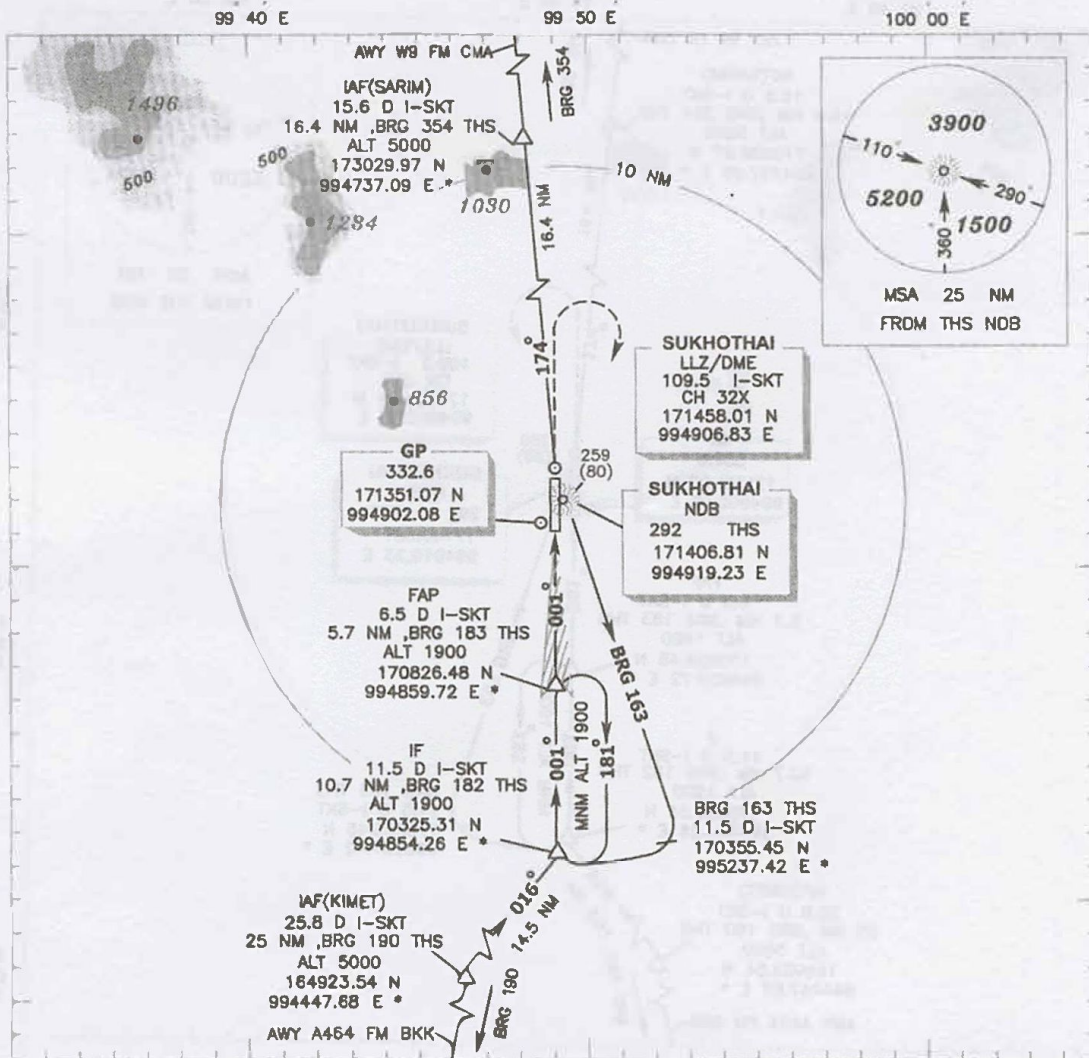 99 40 E
99 50 E
100 00 E
AWY W9 FM CMA
IAF(SARIM)
15.6 D I-SKT
16.4 NM ,BRG 354 THS
ALT 5000
173029.97 N
994737.09 E *
BRG 354
16.4 NM
10 NM
1496
500
500
1284
1030
3900
110°
5200
290°
1500
360°
MSA 25 NM
FROM THS NDB
174°
856
SUKHOTHAI
LLZ/DME
109.5 I-SKT
CH 32X
171458.01 N
994906.83 E
GP
332.6
171351.07 N
994902.08 E
259
(80)
SUKHOTHAI
NDB
292 THS
171406.81 N
994919.23 E
FAP
6.5 D I-SKT
5.7 NM ,BRG 183 THS
ALT 1900
170826.48 N
994859.72 E *
001°
BRG 163
IF
11.5 D I-SKT
10.7 NM ,BRG 182 THS
ALT 1900
170325.31 N
994854.26 E *
001°
MNM ALT 1900
181°
BRG 163 THS
11.5 D I-SKT
170355.45 N
995237.42 E *
IAF(KIMET)
25.8 D I-SKT
25 NM ,BRG 190 THS
ALT 5000
164923.54 N
994447.68 E *
016°
14.5 NM
BRG 190
AWY A464 FM BKK